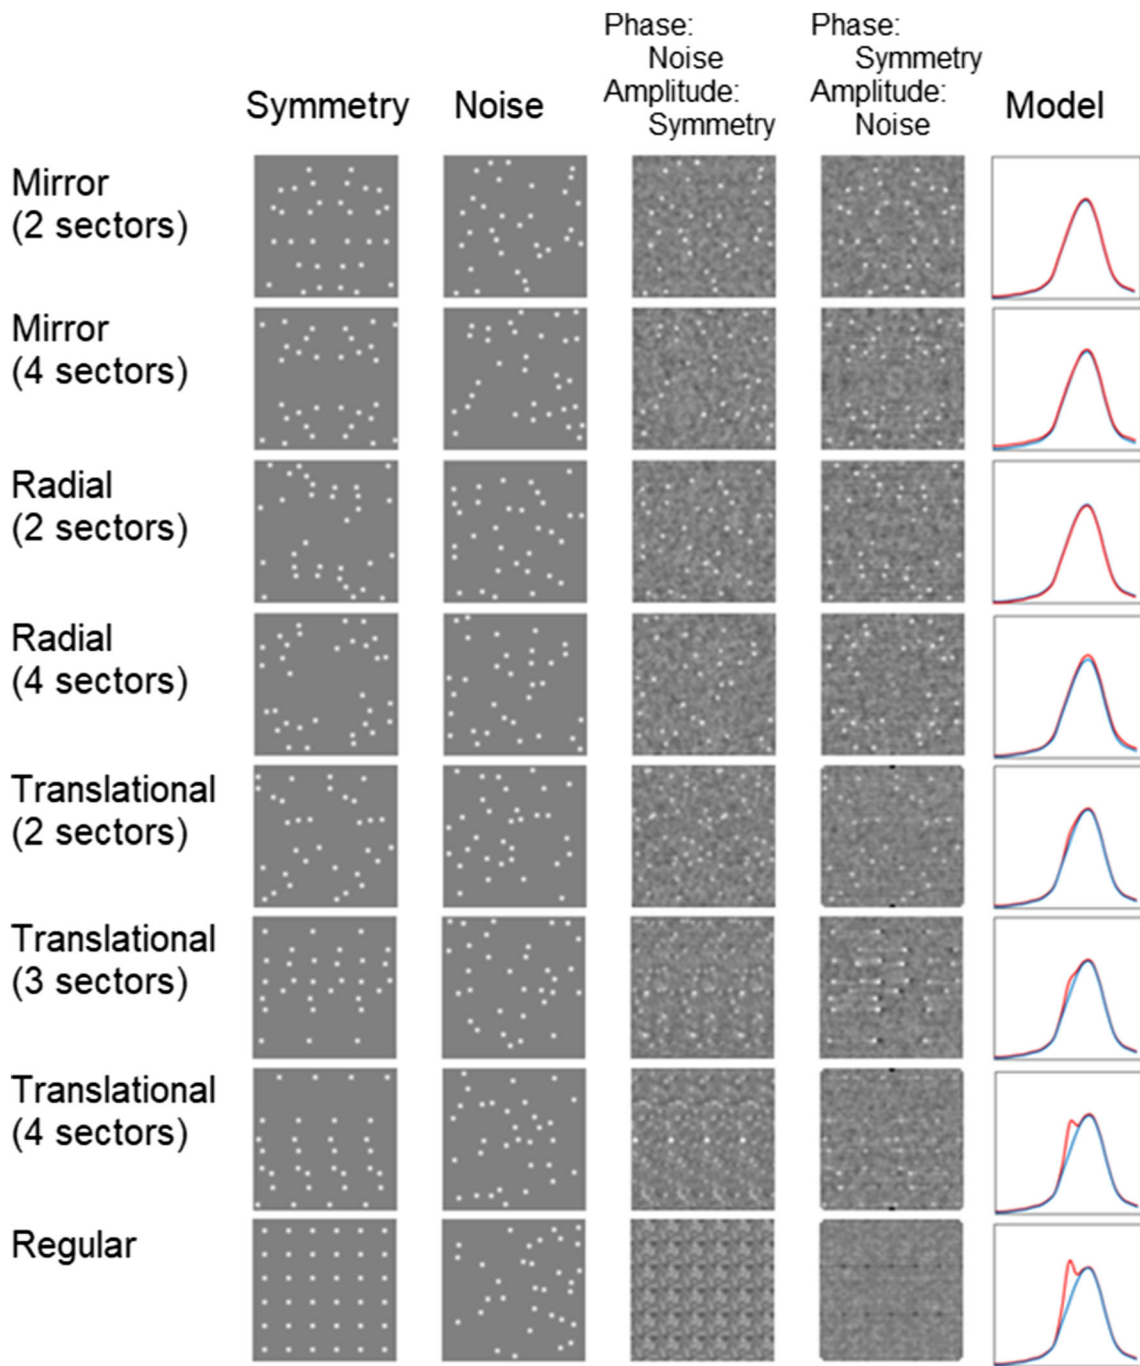 Phase:
Noise
Amplitude:
Symmetry
Phase:
Symmetry
Amplitude:
Noise
Symmetry
Noise
Model
Mirror
(2 sectors)
Mirror
(4 sectors)
Radial
(2 sectors)
Radial
(4 sectors)
Translational
(2 sectors)
Translational
(3 sectors)
Translational
(4 sectors)
Regular